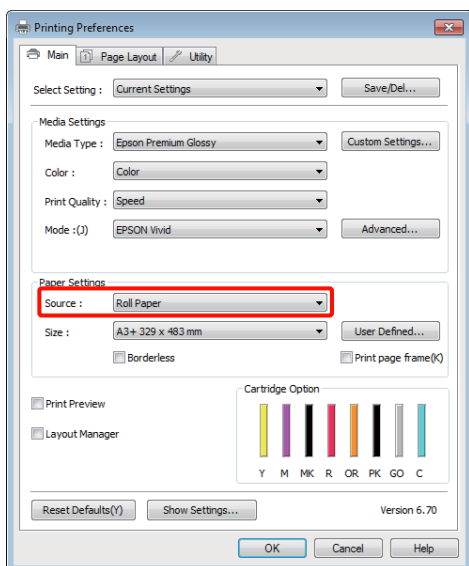 Printing Preferences
Main
Page Layout
Utility
Select Setting : Current Settings Save/Del...
Media Settings
Media Type : Epson Premium Glossy Custom Settings...
Color : Color
Print Quality : Speed
Mode :(J) EPSON Vivid Advanced...
Paper Settings
Source : Roll Paper
Size : A3+ 329 x 483 mm User Defined...
Borderless Print page frame(K)
Cartridge Option
Print Preview
Layout Manager
Y M MK R OR PK GO C
Reset Defaults(Y) Show Settings... Version 6.70
OK Cancel Help